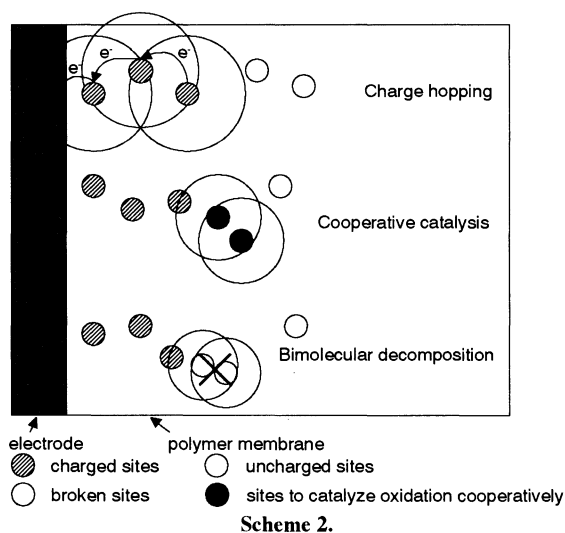 e- e- e-
Charge hopping
Cooperative catalysis
Bimolecular decomposition
electrode polymer membrane
charged sites uncharged sites
broken sites sites to catalyze oxidation cooperatively
Scheme 2.